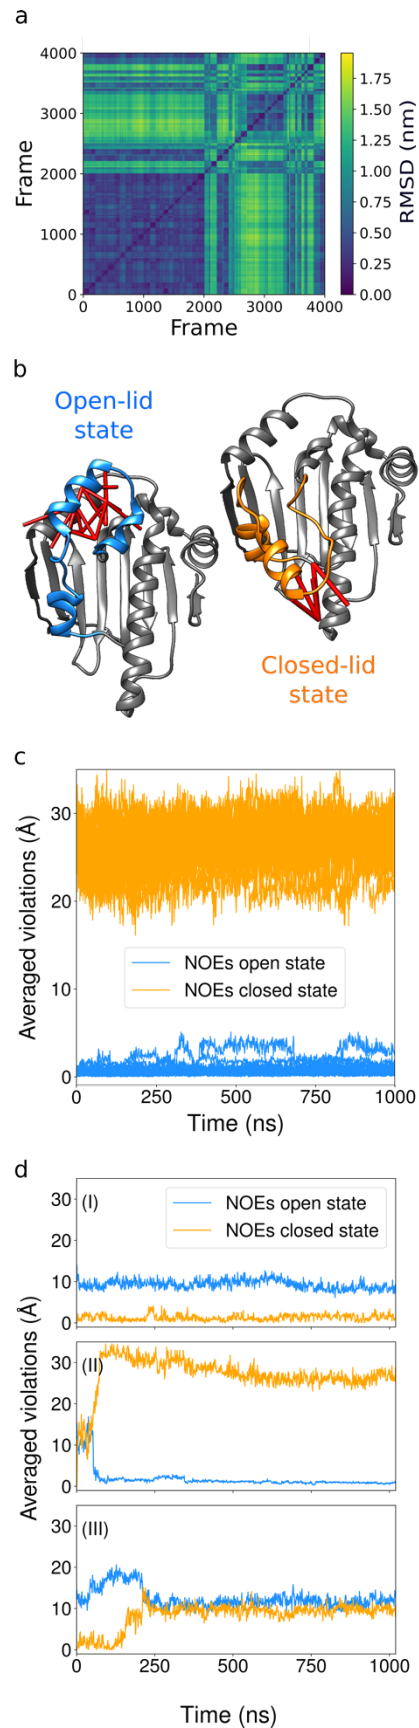 a
4000
3000
2000
1000
0
Frame
0 1000 2000 3000 4000
Frame
1.75
1.50
1.25
1.00
0.75
0.50
0.25
0.00
RMSD (nm)
b
Open-lid
state
Closed-lid
state
c
30
20
10
0
Averaged violations (Å)
NOEs open state
NOEs closed state
0 250 500 750 1000
Time (ns)
d
(I)
NOEs open state
NOEs closed state
30
20
10
0
(II)
30
20
10
0
Averaged violations (Å)
(III)
30
20
10
0
0 250 500 750 1000
Time (ns)